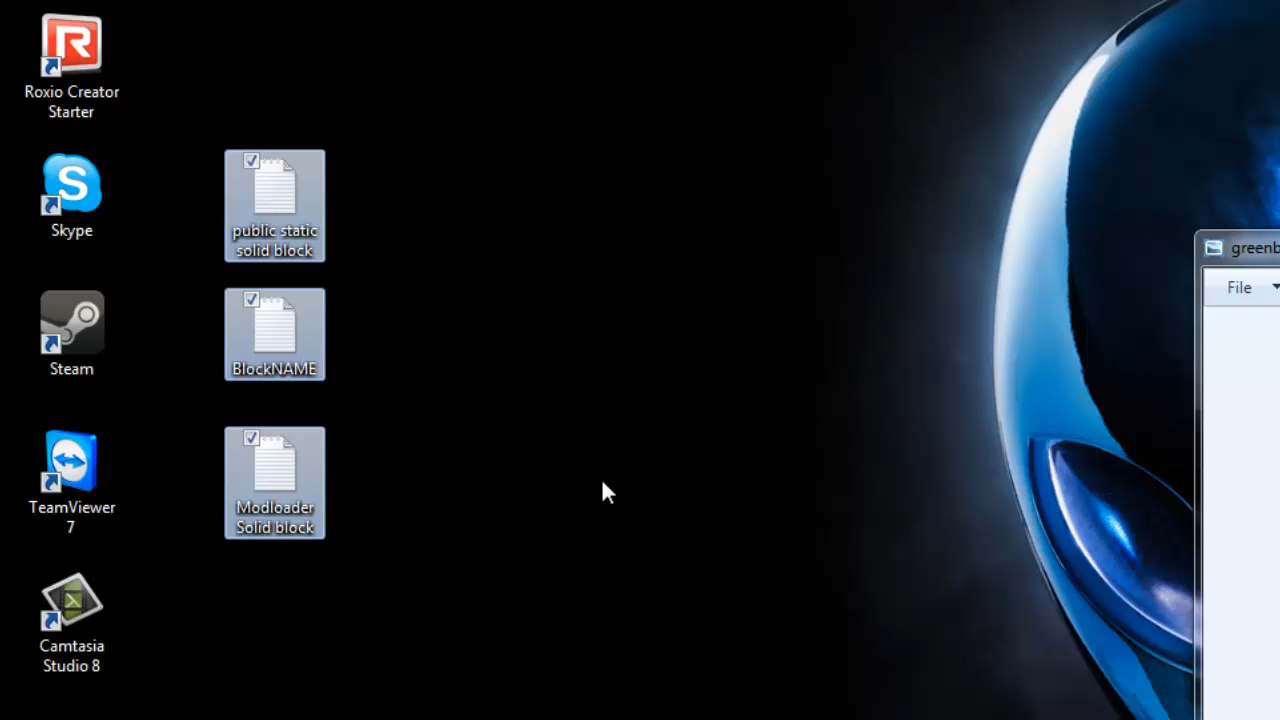 Roxio Creator
Starter
Skype
Steam
TeamViewer
7
Camtasia
Studio 8
public static
solid block
BlockNAME
Modloader
Solid block
greenb
File